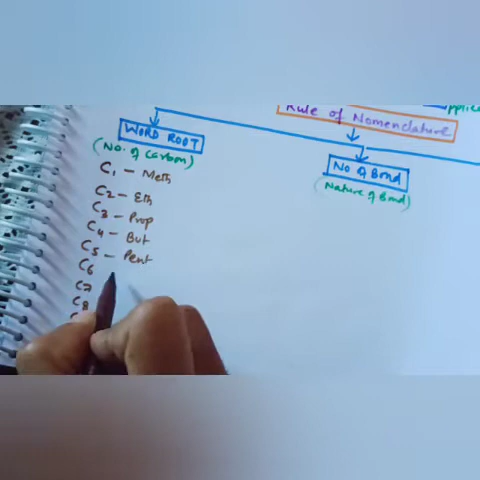 Applica
Rule of Nomenclature
WORD ROOT
(No. of Carbon)
No of Bond
(Nature of Bond)
C1 - Meth
C2 - Eth
C3 - Prop
C4 - But
C5 - Pent
C6
C7
C8